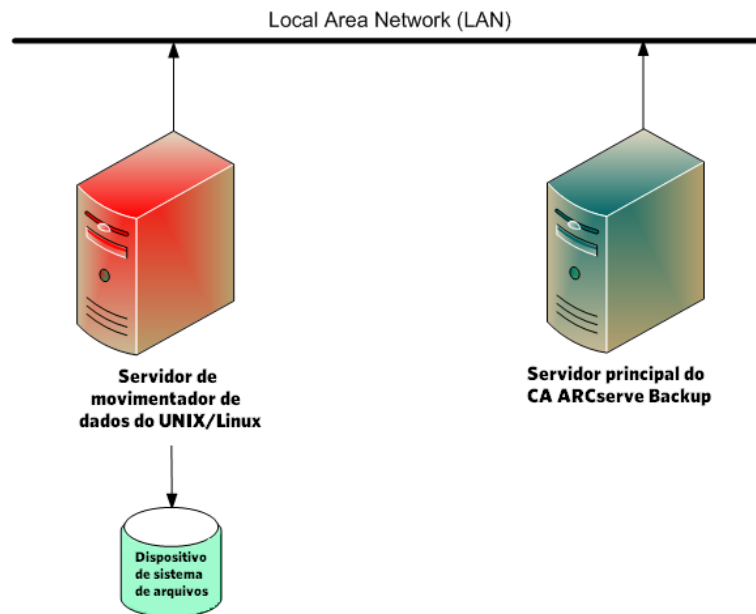 Local Area Network (LAN)
Servidor de
movimentador de
dados do UNIX/Linux
Servidor principal do
CA ARCserve Backup
Dispositivo
de sistema
de arquivos